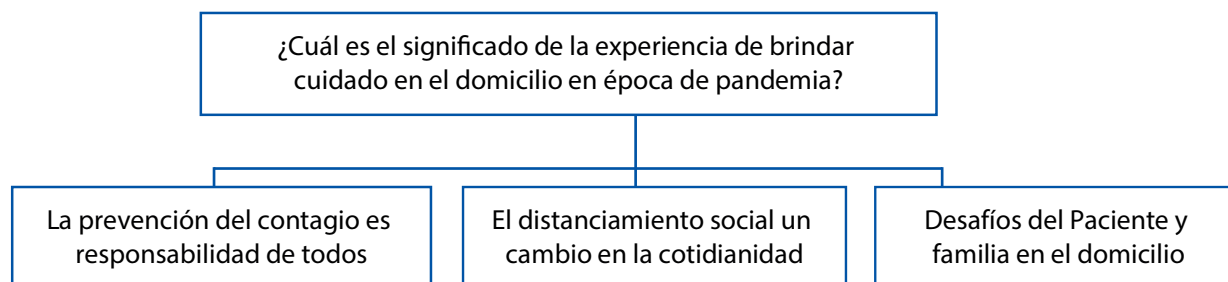 ¿Cuál es el significado de la experiencia de brindar
cuidado en el domicilio en época de pandemia?
La prevención del contagio es
responsabilidad de todos
El distanciamiento social un
cambio en la cotidianidad
Desafíos del Paciente y
familia en el domicilio